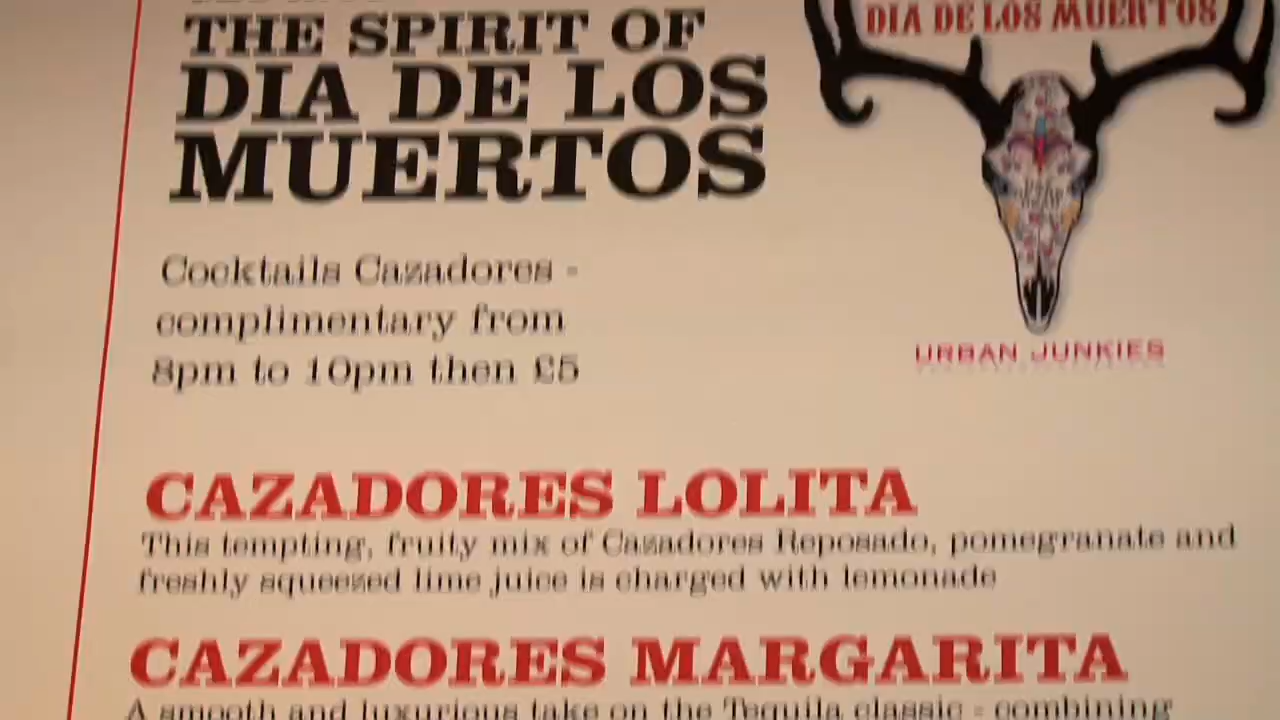 THE SPIRIT OF
DIA DE LOS
MUERTOS
DIA DE LOS MUERTOS
URBAN JUNKIES
Cocktails Cazadores -
complimentary from
8pm to 10pm then £5
CAZADORES LOLITA
This tempting, fruity mix of Cazadores Reposado, pomegranate and
freshly squeezed lime juice is charged with lemonade
CAZADORES MARGARITA
A smooth and luxurious take on the Tequila classic - combining